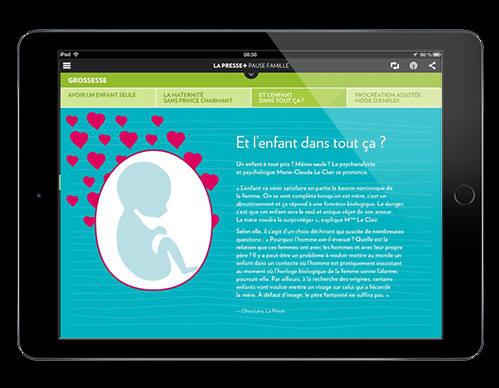 iPad
08:38
90 %
LA PRESSE+ PAUSE FAMILLE
GROSSESSE
AVOIR UN ENFANT SEULE
LA MATERNITÉ
SANS PRINCE CHARMANT
ET L'ENFANT
DANS TOUT ÇA ?
PROCRÉATION ASSISTÉE,
MODE D'EMPLOI
Et l'enfant dans tout ça ?
Un enfant à tout prix ? Même seule ? La psychanalyste
et psychologue Marie-Claude Le Clair se prononce.
« L'enfant va venir satisfaire en partie le besoin narcissique de
la femme. On se sent complète lorsqu'on est mère, c'est un
aboutissement et ça répond à une fonction biologique. Le danger,
c'est que cet enfant sera le seul et unique objet de son amour.
La mère voudra le surprotéger », explique Mme Le Clair.
Selon elle, il s'agit d'un choix déchirant qui suscite de nombreuses
questions : « Pourquoi l'homme est-il évacué ? Quelle est la
relation que ces femmes ont avec les hommes et avec leur propre
père ? Il y a peut-être un problème à vouloir mettre au monde un
enfant dans un contexte où l'homme est pratiquement inexistant
au moment où l'horloge biologique de la femme sonne l'alarme,
poursuit-elle. Par ailleurs, à la recherche des origines, certains
enfants vont vouloir mettre un visage sur celui qui a fécondé
la mère. À défaut d'image, le père fantasmé ne suffira pas. »
— Olivia Lévy, La Presse